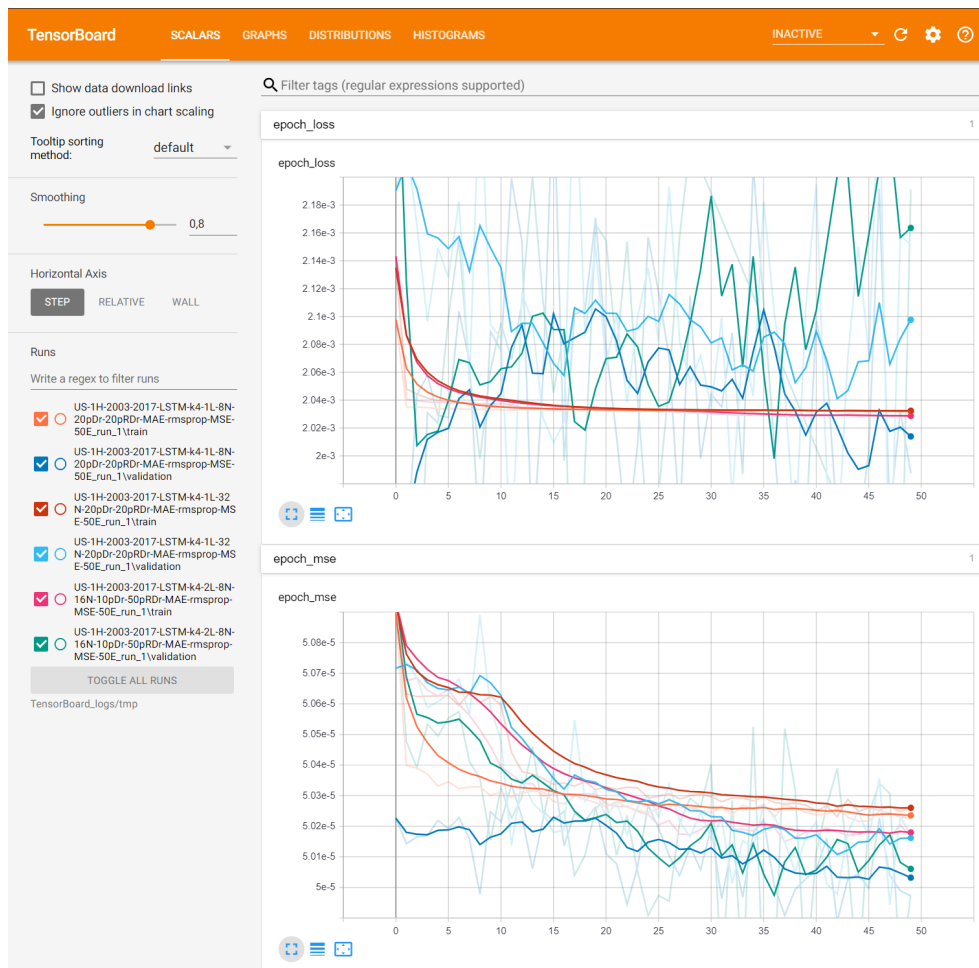 TensorBoard
SCALARS
GRAPHS
DISTRIBUTIONS
HISTOGRAMS
INACTIVE
Show data download links
Ignore outliers in chart scaling
Tooltip sorting
method:
default
Smoothing
0,8
Horizontal Axis
STEP
RELATIVE
WALL
Runs
Write a regex to filter runs
US-1H-2003-2017-LSTM-k4-1L-8N-
20pDr-20pRDr-MAE-rmsprop-MSE-
50E_run_1\train
US-1H-2003-2017-LSTM-k4-1L-8N-
20pDr-20pRDr-MAE-rmsprop-MSE-
50E_run_1\validation
US-1H-2003-2017-LSTM-k4-1L-32
N-20pDr-20pRDr-MAE-rmsprop-MS
E-50E_run_1\train
US-1H-2003-2017-LSTM-k4-1L-32
N-20pDr-20pRDr-MAE-rmsprop-MS
E-50E_run_1\validation
US-1H-2003-2017-LSTM-k4-2L-8N-
16N-10pDr-50pRDr-MAE-rmsprop-
MSE-50E_run_1\train
US-1H-2003-2017-LSTM-k4-2L-8N-
16N-10pDr-50pRDr-MAE-rmsprop-
MSE-50E_run_1\validation
TOGGLE ALL RUNS
TensorBoard_logs/tmp
Filter tags (regular expressions supported)
epoch_loss
1
epoch_loss
2.18e-3
2.16e-3
2.14e-3
2.12e-3
2.1e-3
2.08e-3
2.06e-3
2.04e-3
2.02e-3
2e-3
0 5 10 15 20 25 30 35 40 45 50
epoch_mse
1
epoch_mse
5.08e-5
5.07e-5
5.06e-5
5.05e-5
5.04e-5
5.03e-5
5.02e-5
5.01e-5
5e-5
0 5 10 15 20 25 30 35 40 45 50